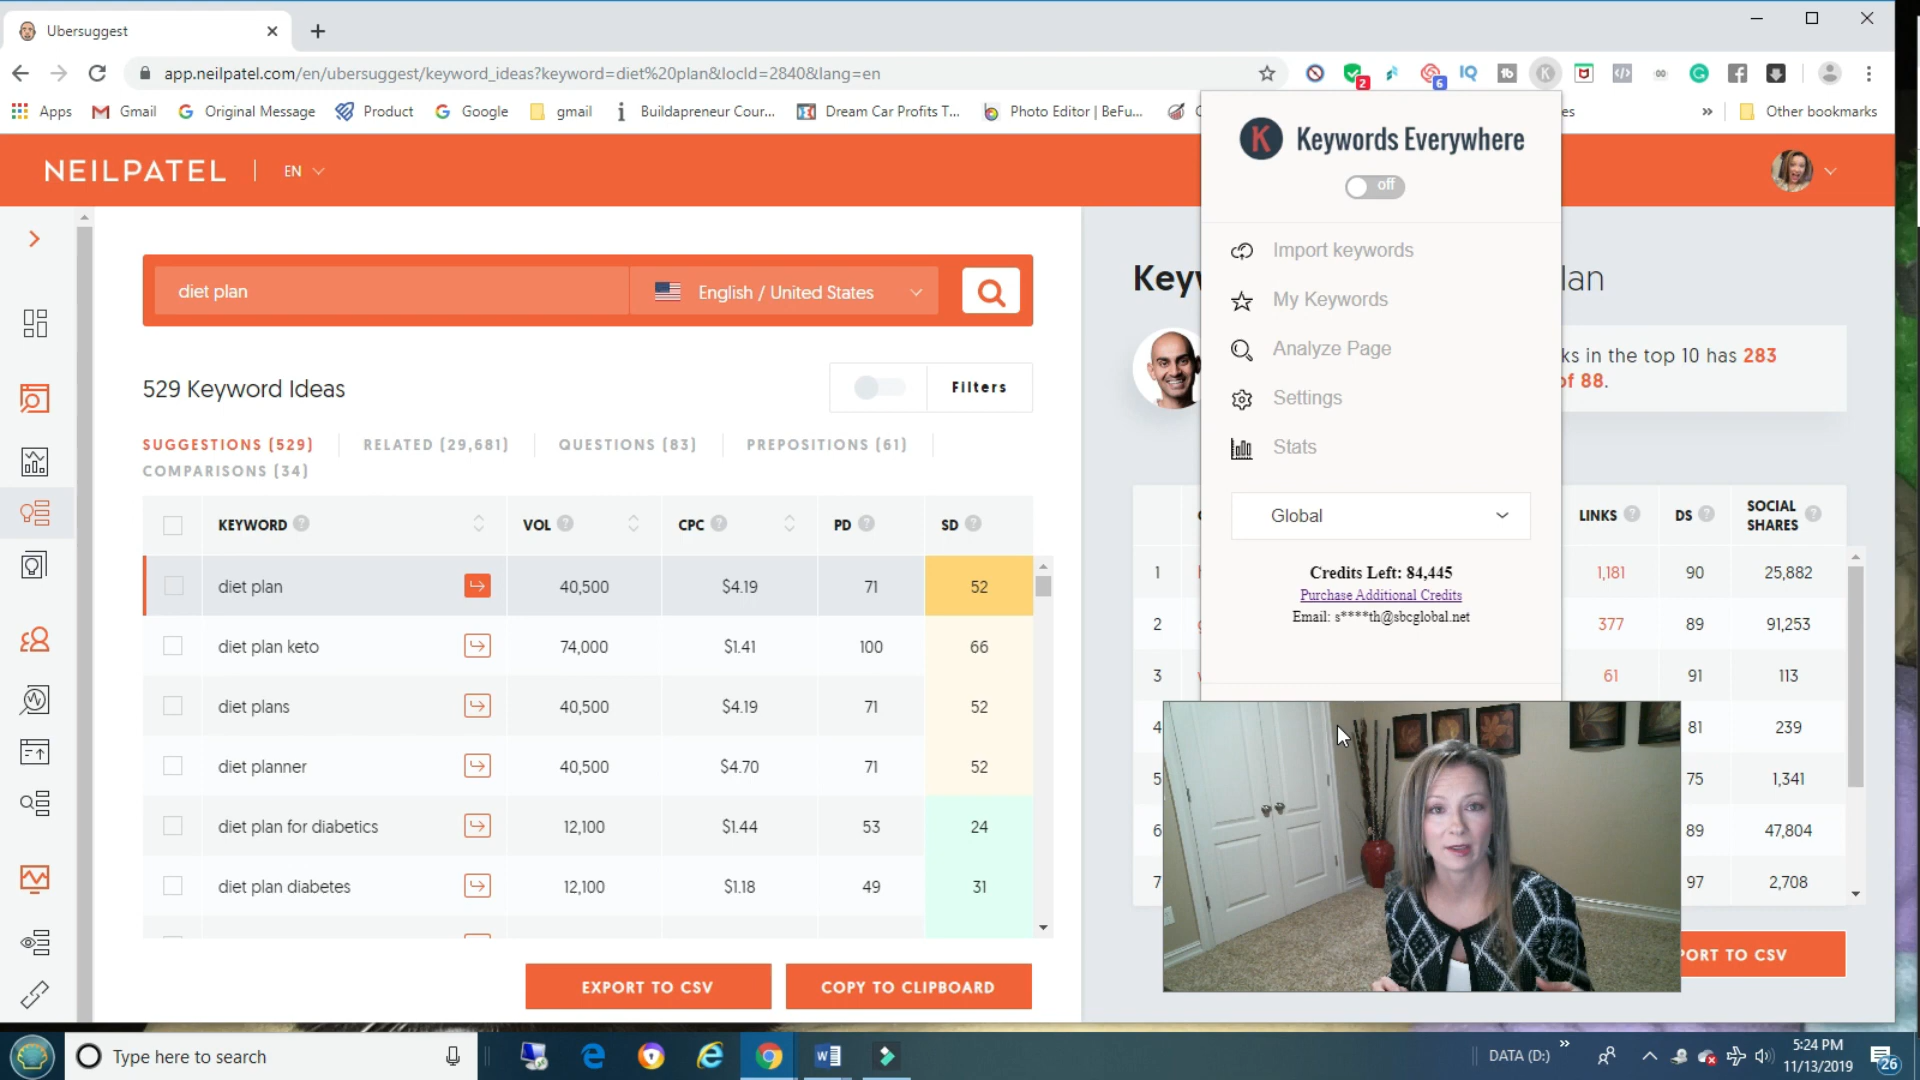 Ubersuggest
app.neilpatel.com/en/ubersuggest/keyword_ideas?keyword=diet%20plan&locId=2840&lang=en
2
6
IQ
Apps
Gmail
Original Message
Product
Google
gmail
Buildapreneur Cour...
Dream Car Profits T...
Photo Editor | BeFu...
es
»
Other bookmarks
NEILPATEL
EN
K Keywords Everywhere
off
Import keywords
My Keywords
Analyze Page
Settings
Stats
Global
Credits Left: 84,445
Purchase Additional Credits
Email: s****th@sbcglobal.net
diet plan
English / United States
529 Keyword Ideas
Filters
SUGGESTIONS (529)
RELATED (29,681)
QUESTIONS (83)
PREPOSITIONS (61)
COMPARISONS (34)
KEYWORD VOL CPC PD SD
diet plan 40,500 $4.19 71 52
diet plan keto 74,000 $1.41 100 66
diet plans 40,500 $4.19 71 52
diet planner 40,500 $4.70 71 52
diet plan for diabetics 12,100 $1.44 53 24
diet plan diabetes 12,100 $1.18 49 31
EXPORT TO CSV
COPY TO CLIPBOARD
Keyw
lan
ks in the top 10 has 283
of 88.
LINKS DS SOCIAL
SHARES
1 1,181 90 25,882
2 377 89 91,253
3 61 91 113
4 81 239
5 75 1,341
6 89 47,804
7 97 2,708
PORT TO CSV
Type here to search
DATA (D:)
5:24 PM
11/13/2019
26